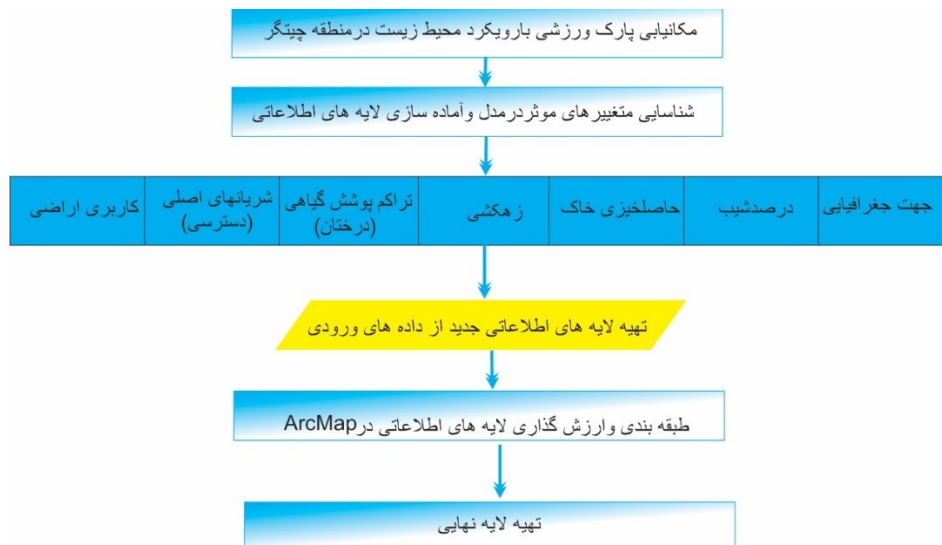 مکانیابی پارک ورزشی بارویکرد محیط زیست درمنطقه چیتگر
شناسایی متغییرهای موثردرمدل وآماده سازی لایه های اطلاعاتی
جهت جغرافیایی
درصدشیب
حاصلخیزی خاک
زهکشی
تراکم پوشش گیاهی
(درختان)
شریانهای اصلی
(دسترسی)
کاربری اراضی
تهیه لایه های اطلاعاتی جدید از داده های ورودی
طبقه بندی وارزش گذاری لایه های اطلاعاتی درArcMap
تهیه لایه نهایی